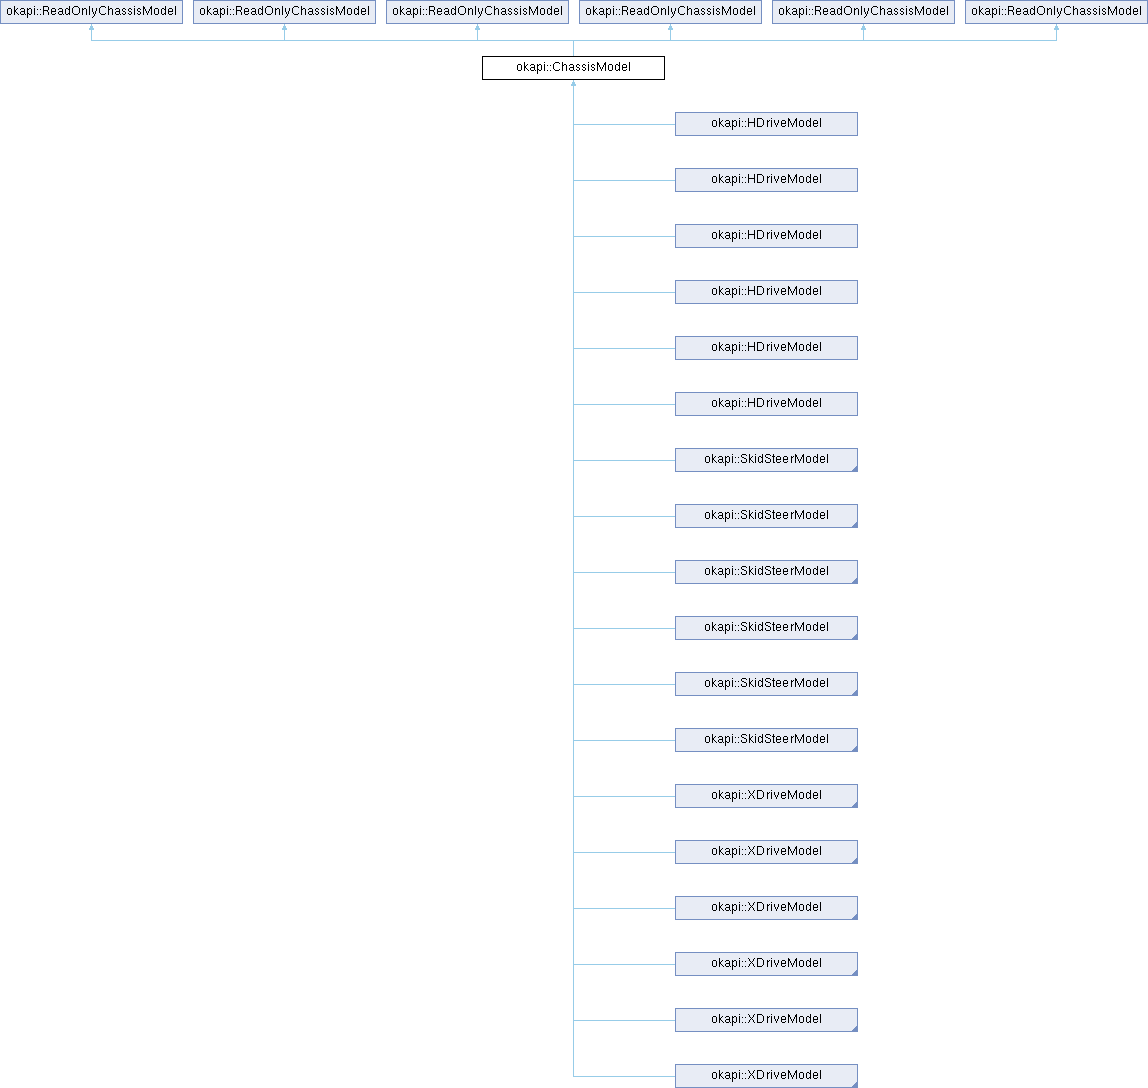 okapi::ReadOnlyChassisModel okapi::ReadOnlyChassisModel okapi::ReadOnlyChassisModel okapi::ReadOnlyChassisModel okapi::ReadOnlyChassisModel okapi::ReadOnlyChassisModel
okapi::ChassisModel
okapi::HDriveModel
okapi::HDriveModel
okapi::HDriveModel
okapi::HDriveModel
okapi::HDriveModel
okapi::HDriveModel
okapi::SkidSteerModel
okapi::SkidSteerModel
okapi::SkidSteerModel
okapi::SkidSteerModel
okapi::SkidSteerModel
okapi::SkidSteerModel
okapi::XDriveModel
okapi::XDriveModel
okapi::XDriveModel
okapi::XDriveModel
okapi::XDriveModel
okapi::XDriveModel